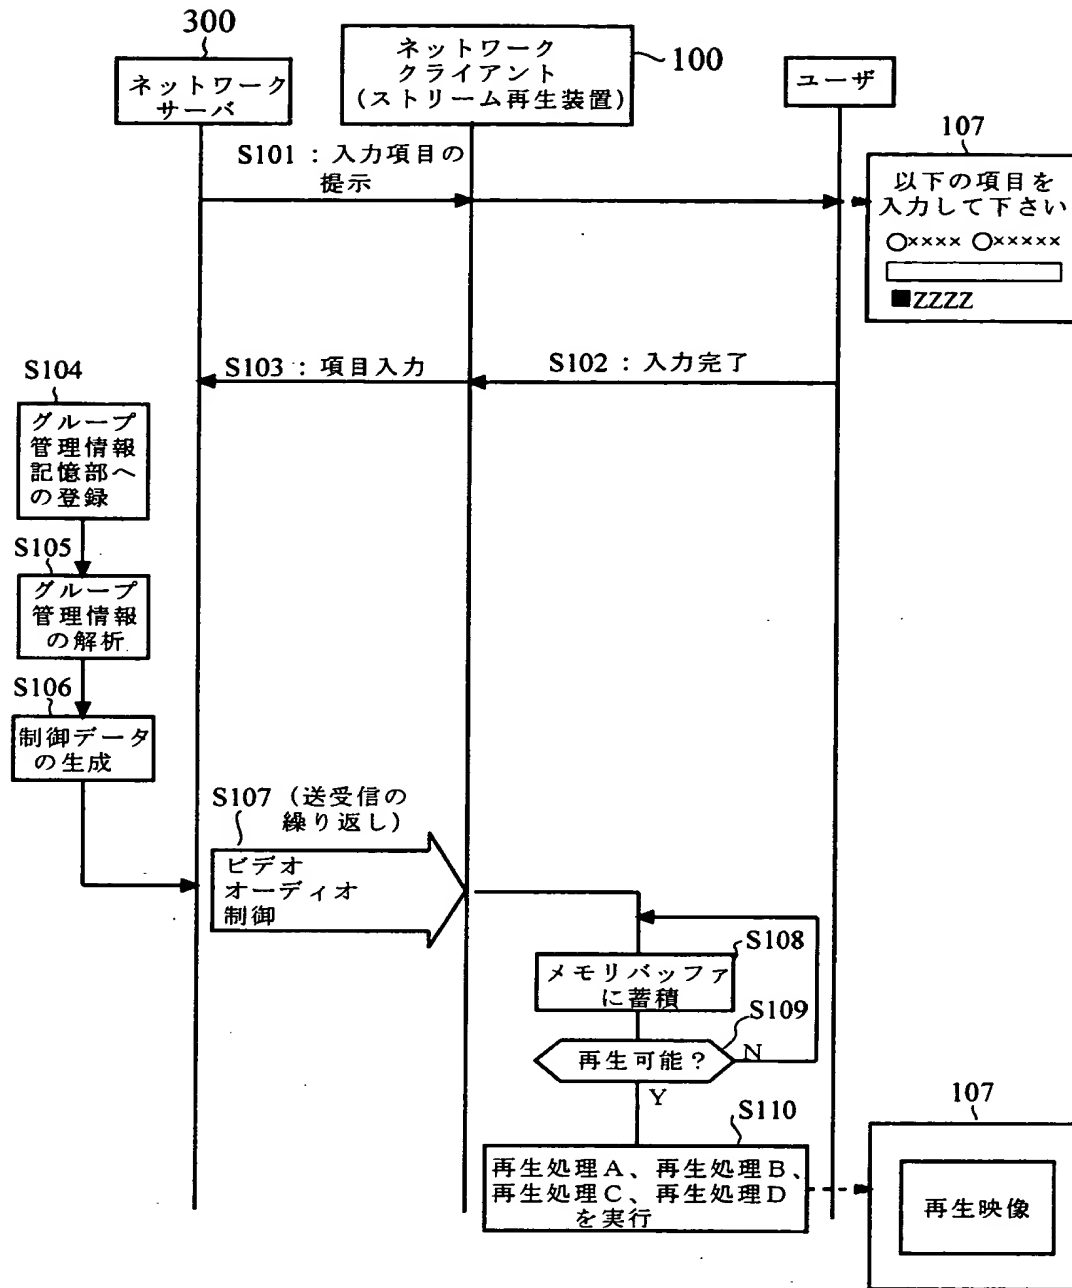 300
ネットワーク
サーバ
ネットワーク
クライアント
(ストリーム再生装置)
100
ユーザ
S101：入力項目の
提示
107
以下の項目を
入力して下さい
○×××× ○×××××
■ZZZZ
S103：項目入力
S102：入力完了
S104
グループ
管理情報
記憶部へ
の登録
S105
グループ
管理情報
の解析
S106
制御データ
の生成
S107（送受信の
繰り返し）
ビデオ
オーディオ
制御
S108
メモリバッファ
に蓄積
S109
再生可能？
N
Y
S110
再生処理A、再生処理B、
再生処理C、再生処理D
を実行
107
再生映像